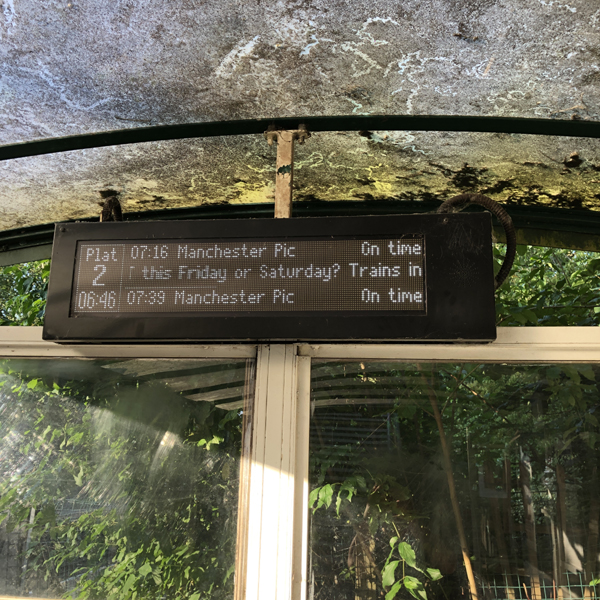 Plat 07:16 Manchester Pic On time
2 this Friday or Saturday? Trains in
06:46 07:39 Manchester Pic On time